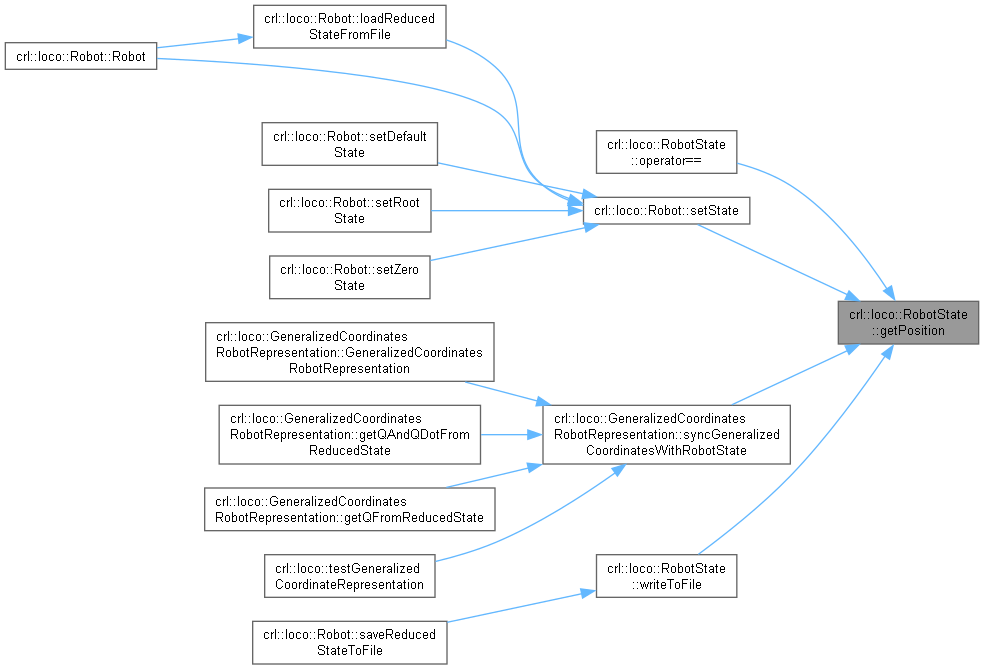 crl::loco::Robot::loadReduced
StateFromFile
crl::loco::Robot::Robot
crl::loco::Robot::setDefault
State
crl::loco::RobotState
::operator==
crl::loco::Robot::setRoot
State
crl::loco::Robot::setState
crl::loco::Robot::setZero
State
crl::loco::RobotState
::getPosition
crl::loco::GeneralizedCoordinates
RobotRepresentation::GeneralizedCoordinates
RobotRepresentation
crl::loco::GeneralizedCoordinates
RobotRepresentation::getQAndQDotFrom
ReducedState
crl::loco::GeneralizedCoordinates
RobotRepresentation::syncGeneralized
CoordinatesWithRobotState
crl::loco::GeneralizedCoordinates
RobotRepresentation::getQFromReducedState
crl::loco::testGeneralized
CoordinateRepresentation
crl::loco::RobotState
::writeToFile
crl::loco::Robot::saveReduced
StateToFile